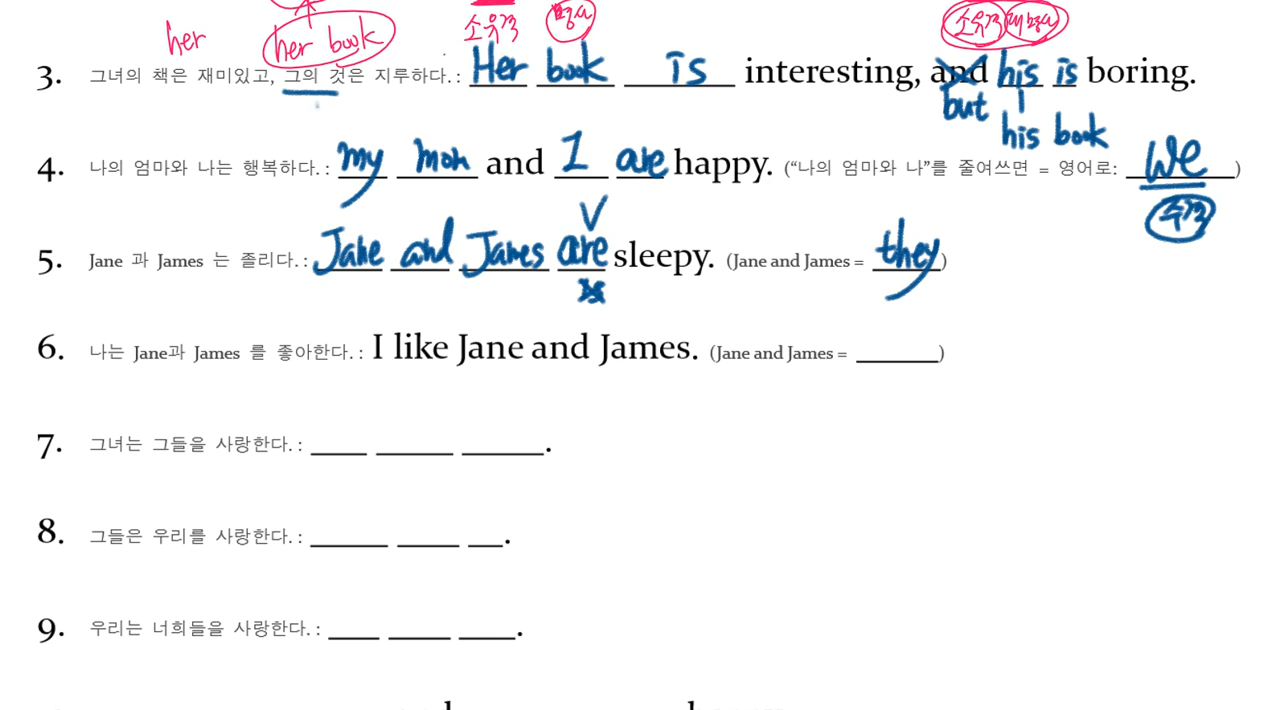 her her book 소유격 명사 소유격 대명사
3. 그녀의 책은 재미있고, 그의 것은 지루하다. : Her book is interesting, and his is boring.
but his book
4. 나의 엄마와 나는 행복하다. : my mom and I are happy. (“나의 엄마와 나”를 줄여쓰면 = 영어로: we)
주격
5. Jane 과 James 는 졸리다. : Jane and James are sleepy. (Jane and James = they)
6. 나는 Jane과 James 를 좋아한다. : I like Jane and James. (Jane and James = ______)
7. 그녀는 그들을 사랑한다. : ____ _____ _____.
8. 그들은 우리를 사랑한다. : _____ ____ ___.
9. 우리는 너희들을 사랑한다. : ____ ____ ____.